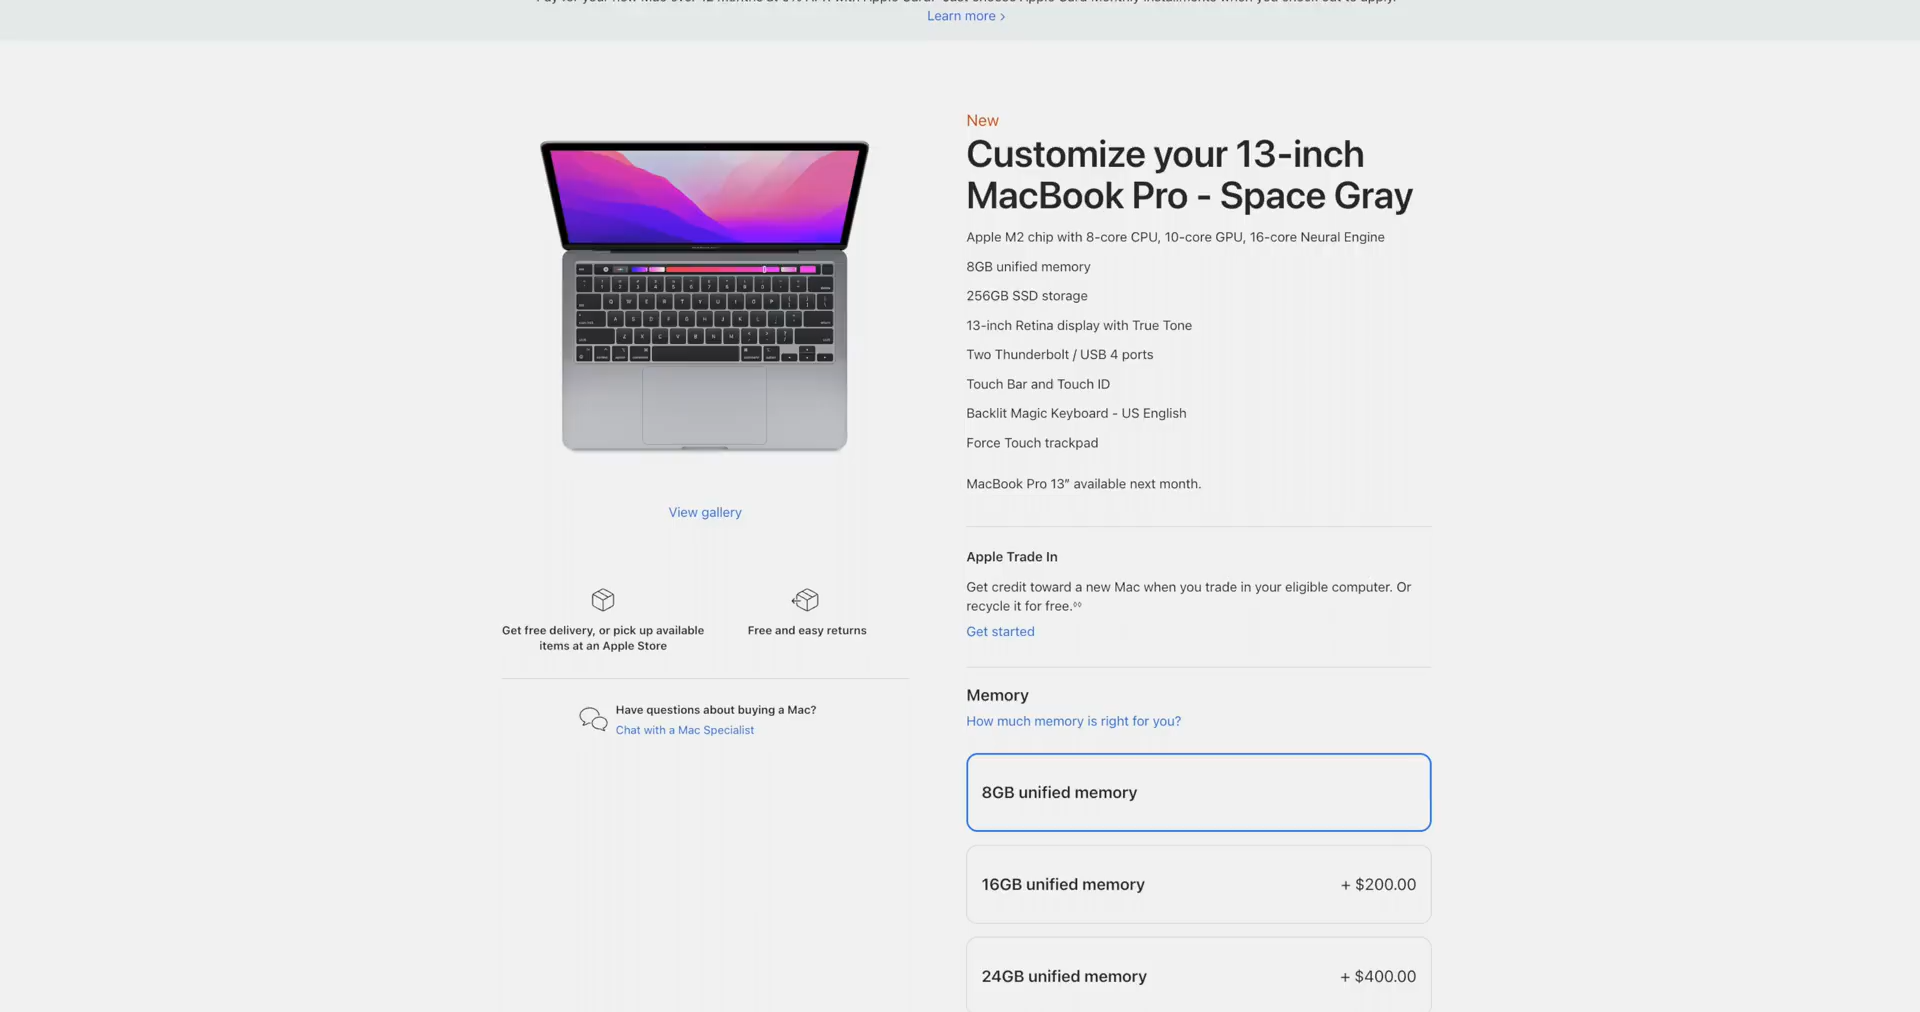 Learn more >
New
Customize your 13-inch
MacBook Pro - Space Gray
Apple M2 chip with 8-core CPU, 10-core GPU, 16-core Neural Engine
8GB unified memory
256GB SSD storage
13-inch Retina display with True Tone
Two Thunderbolt / USB 4 ports
Touch Bar and Touch ID
Backlit Magic Keyboard - US English
Force Touch trackpad
MacBook Pro 13″ available next month.
View gallery
Get free delivery, or pick up available
items at an Apple Store
Free and easy returns
Have questions about buying a Mac?
Chat with a Mac Specialist
Apple Trade In
Get credit toward a new Mac when you trade in your eligible computer. Or
recycle it for free.◊◊
Get started
Memory
How much memory is right for you?
8GB unified memory
16GB unified memory + $200.00
24GB unified memory + $400.00